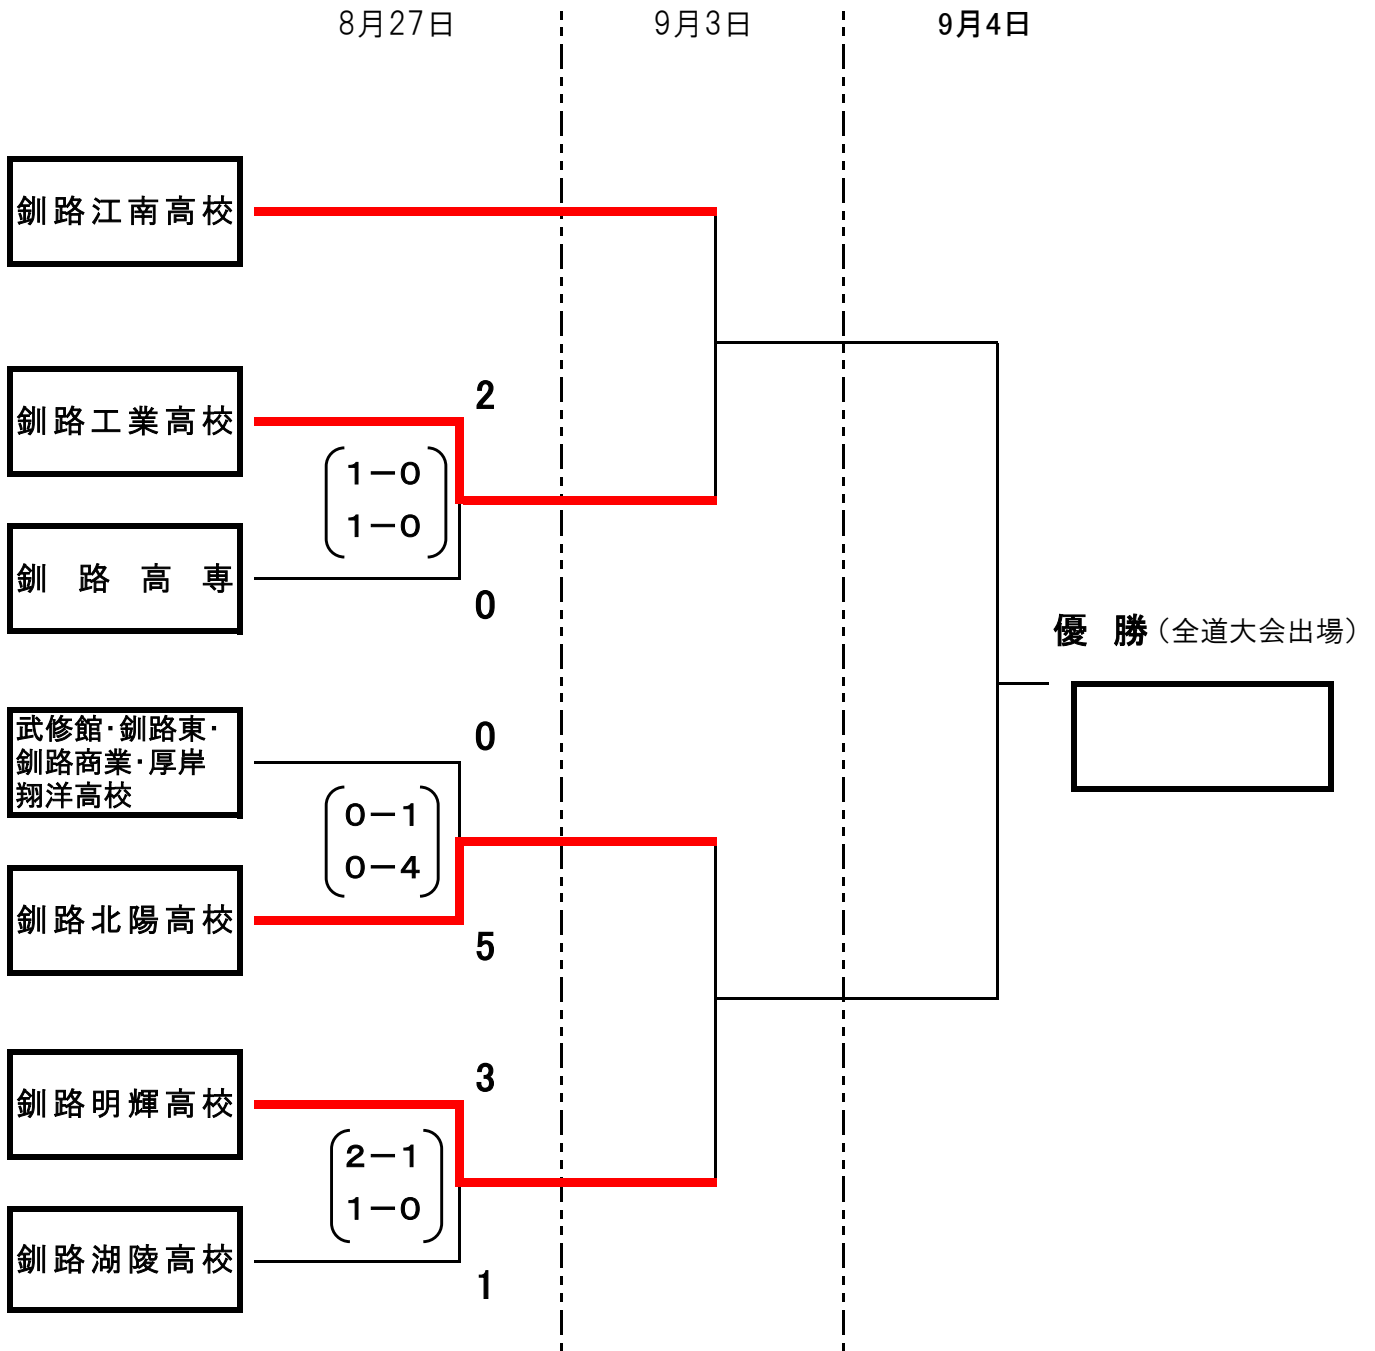 8月27日
9月3日
9月4日
釧路江南高校
2
釧路工業高校
1－0
1－0
釧路高専
0
優勝（全道大会出場）
武修館・釧路東・
釧路商業・厚岸
翔洋高校
0
0－1
0－4
釧路北陽高校
5
3
釧路明輝高校
2－1
1－0
釧路湖陵高校
1